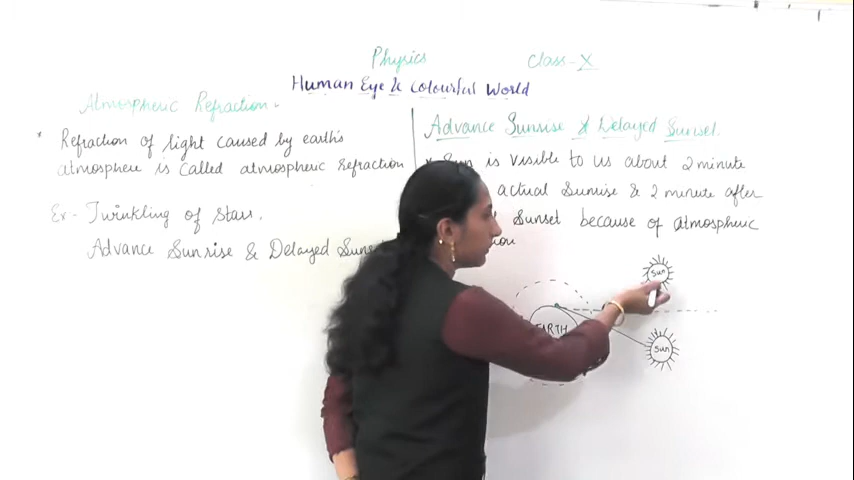 Physics Class-X
Human Eye & Colourful World
Atmospheric Refraction.
* Refraction of light caused by earth's
atmosphere is called atmospheric refraction
Ex- Twinkling of stars.
Advance Sunrise & Delayed Sunset
Advance Sunrise & Delayed Sunset.
* Sun is visible to us about 2 minute
actual Sunrise & 2 minute after
Sunset because of atmospheric
Sun
EARTH
Sun